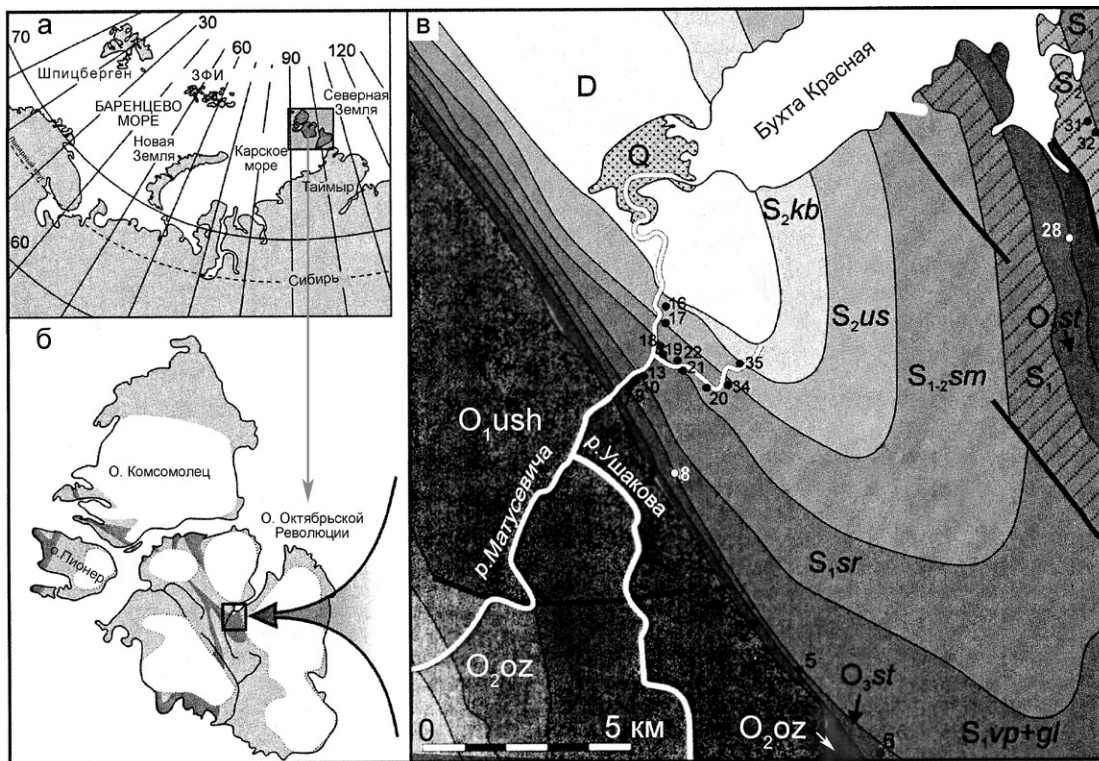 а
70
30
60
90
120
Шпицберген
ЗФИ
Северная
Земля
БАРЕНЦЕВО
МОРЕ
Новая
Земля
Карское
море
Таймыр
60
Сибирь
б
О. Комсомолец
О. Октябрьской
Революции
о.Пионер
в
D
Бухта Красная
S₁
S₂
31
32
Q
S₂kb
28
16
S₂us
O₃st
17
18
19
22
35
S₁₋₂sm
S₁
21
13
10
20
34
9
O₁ush
р.Матусевича
р.Ушакова
8
S₁sr
5
O₃st
O₂oz
0
5 км
O₂oz
6
S₁vp+gl